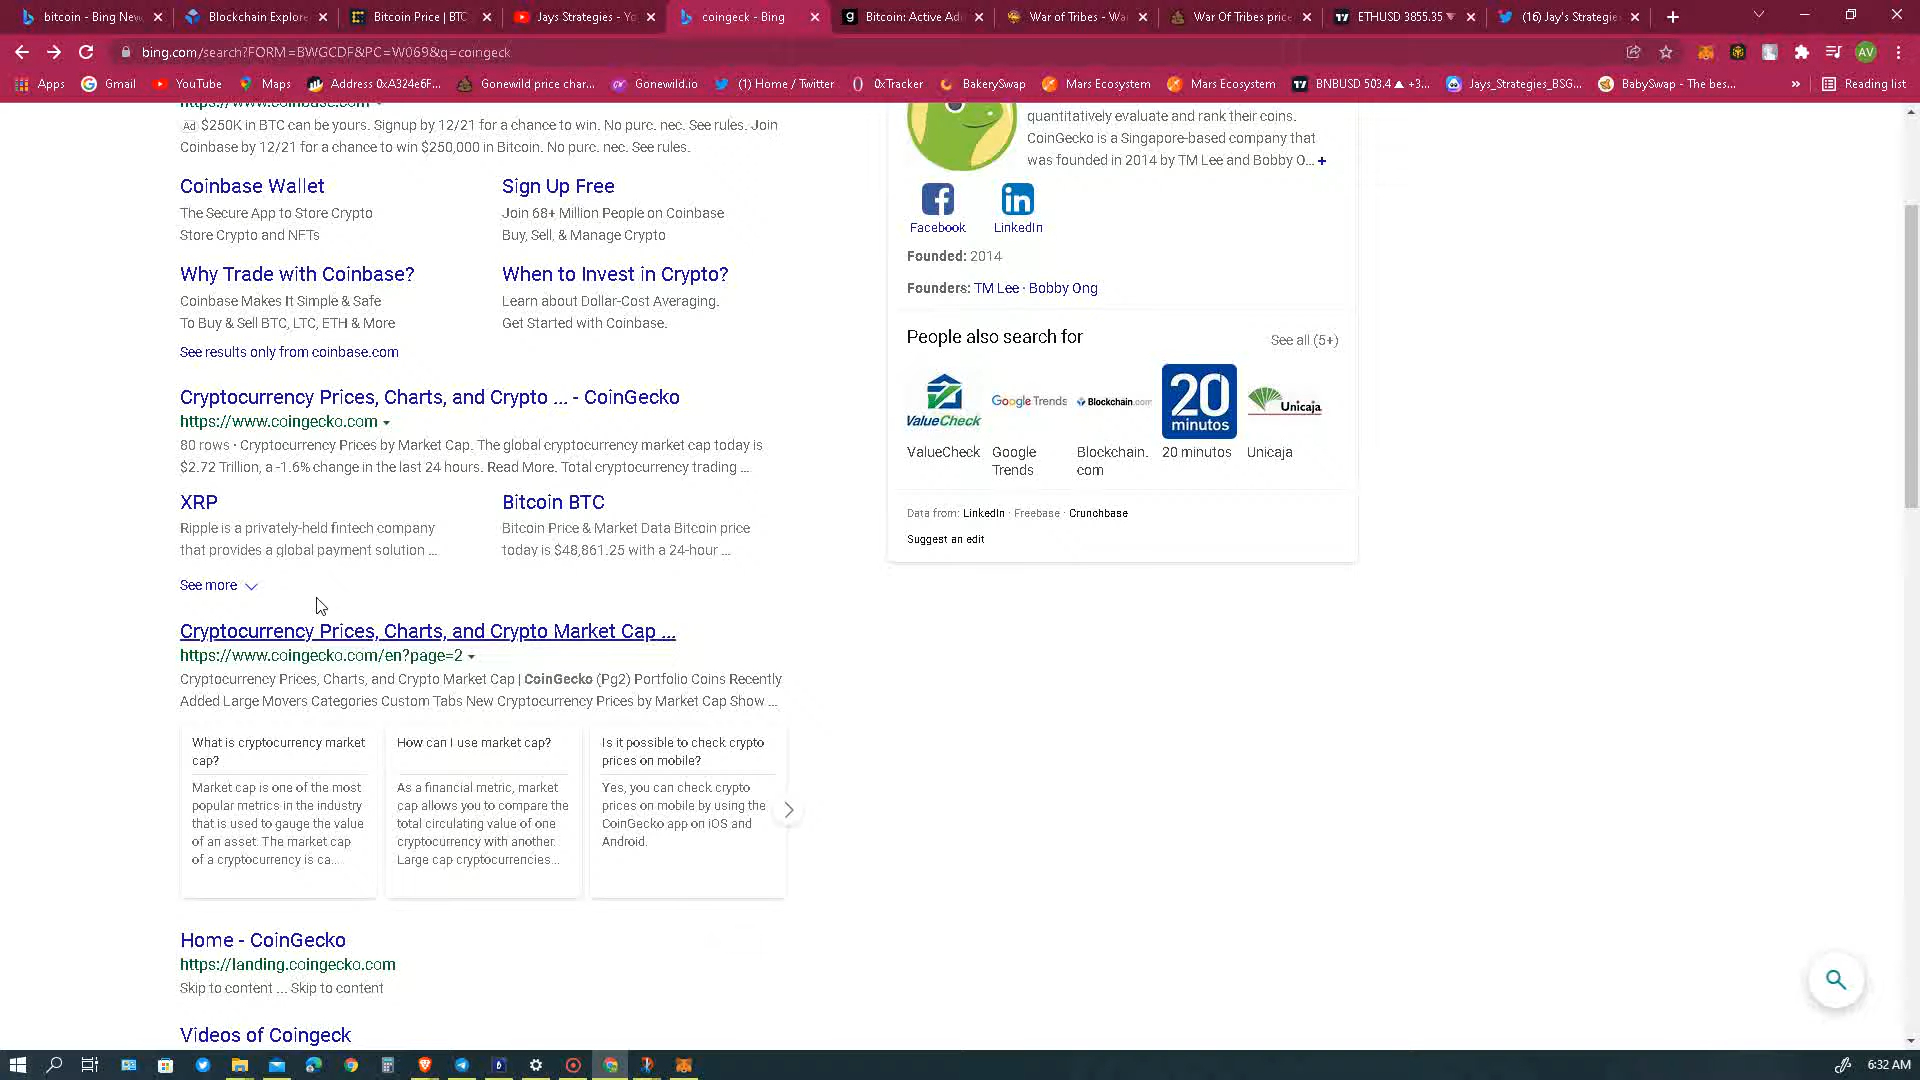 bitcoin - Bing New
Blockchain Explore
Bitcoin Price | BTC
Jays Strategies - Yo
coingeck - Bing
Bitcoin: Active Ad
War of Tribes - Wa
War Of Tribes price
ETHUSD 3855.35
(16) Jay's Strategie
bing.com/search?FORM=BWGCDF&PC=W069&q=coingeck
AV
Apps
Gmail
YouTube
Maps
Address 0xA324e6F...
Gonewild price char...
Gonewild.io
(1) Home / Twitter
0xTracker
BakerySwap
Mars Ecosystem
Mars Ecosystem
BNBUSD 503.4 ▲ +3...
Jays_Strategies_BSG...
BabySwap - The bes...
»
Reading list
https://www.coinbase.com
Ad $250K in BTC can be yours. Signup by 12/21 for a chance to win. No purc. nec. See rules. Join
Coinbase by 12/21 for a chance to win $250,000 in Bitcoin. No purc. nec. See rules.
Coinbase Wallet
The Secure App to Store Crypto
Store Crypto and NFTs
Sign Up Free
Join 68+ Million People on Coinbase
Buy, Sell, & Manage Crypto
Why Trade with Coinbase?
Coinbase Makes It Simple & Safe
To Buy & Sell BTC, LTC, ETH & More
When to Invest in Crypto?
Learn about Dollar-Cost Averaging.
Get Started with Coinbase.
See results only from coinbase.com
Cryptocurrency Prices, Charts, and Crypto ... - CoinGecko
https://www.coingecko.com
80 rows · Cryptocurrency Prices by Market Cap. The global cryptocurrency market cap today is
$2.72 Trillion, a -1.6% change in the last 24 hours. Read More. Total cryptocurrency trading ...
XRP
Ripple is a privately-held fintech company
that provides a global payment solution ...
Bitcoin BTC
Bitcoin Price & Market Data Bitcoin price
today is $48,861.25 with a 24-hour ...
See more
Cryptocurrency Prices, Charts, and Crypto Market Cap ...
https://www.coingecko.com/en?page=2
Cryptocurrency Prices, Charts, and Crypto Market Cap | CoinGecko (Pg2) Portfolio Coins Recently
Added Large Movers Categories Custom Tabs New Cryptocurrency Prices by Market Cap Show ...
What is cryptocurrency market
cap?
Market cap is one of the most
popular metrics in the industry
that is used to gauge the value
of an asset. The market cap
of a cryptocurrency is ca...
How can I use market cap?
As a financial metric, market
cap allows you to compare the
total circulating value of one
cryptocurrency with another.
Large cap cryptocurrencies...
Is it possible to check crypto
prices on mobile?
Yes, you can check crypto
prices on mobile by using the
CoinGecko app on iOS and
Android.
Home - CoinGecko
https://landing.coingecko.com
Skip to content ... Skip to content
Videos of Coingeck
quantitatively evaluate and rank their coins.
CoinGecko is a Singapore-based company that
was founded in 2014 by TM Lee and Bobby O... +
Facebook
LinkedIn
Founded: 2014
Founders: TM Lee · Bobby Ong
People also search for
See all (5+)
ValueCheck
Google Trends
Blockchain.com
20 minutos
Unicaja
ValueCheck
Google
Trends
Blockchain.
com
20 minutos
Unicaja
Data from: LinkedIn · Freebase · Crunchbase
Suggest an edit
6:32 AM